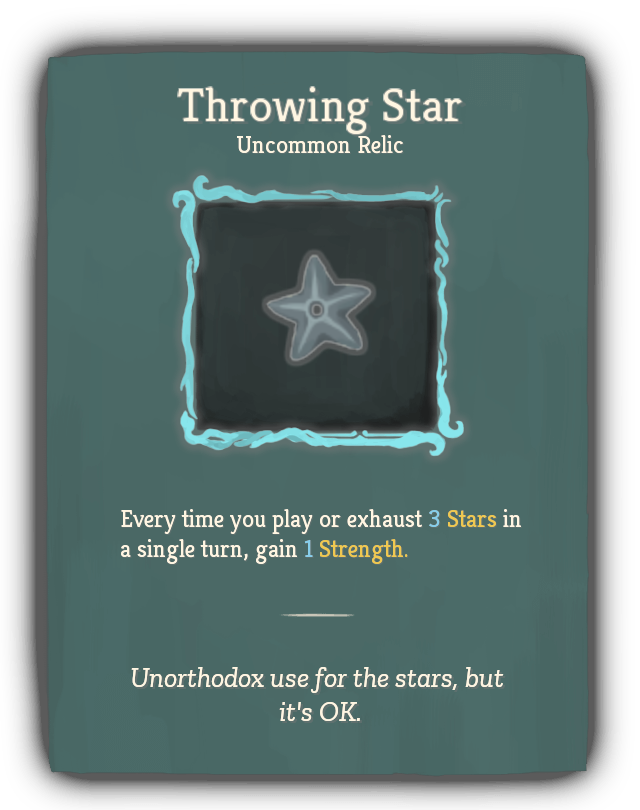 Throwing Star
Uncommon Relic
Every time you play or exhaust 3 Stars in
a single turn, gain 1 Strength.
Unorthodox use for the stars, but
it's OK.